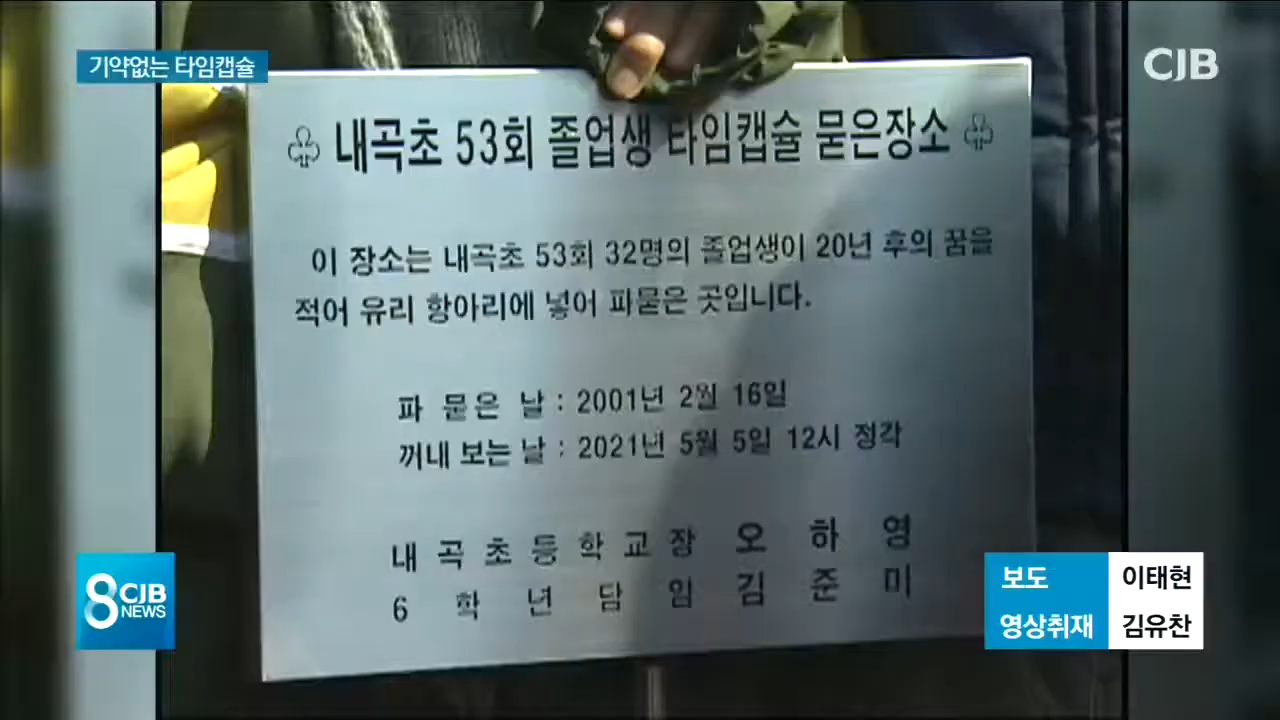 기약없는 타임캡슐
CJB
♧ 내곡초 53회 졸업생 타임캡슐 묻은장소 ♧
이 장소는 내곡초 53회 32명의 졸업생이 20년 후의 꿈을
적어 유리 항아리에 넣어 파묻은 곳입니다.
파 묻은 날 : 2001년 2월 16일
꺼내 보는 날 : 2021년 5월 5일 12시 정각
내 곡 초 등 학 교 장 오 하 영
6 학 년 담 임 김 준 미
8 CJB
NEWS
보도 이태현
영상취재 김유찬